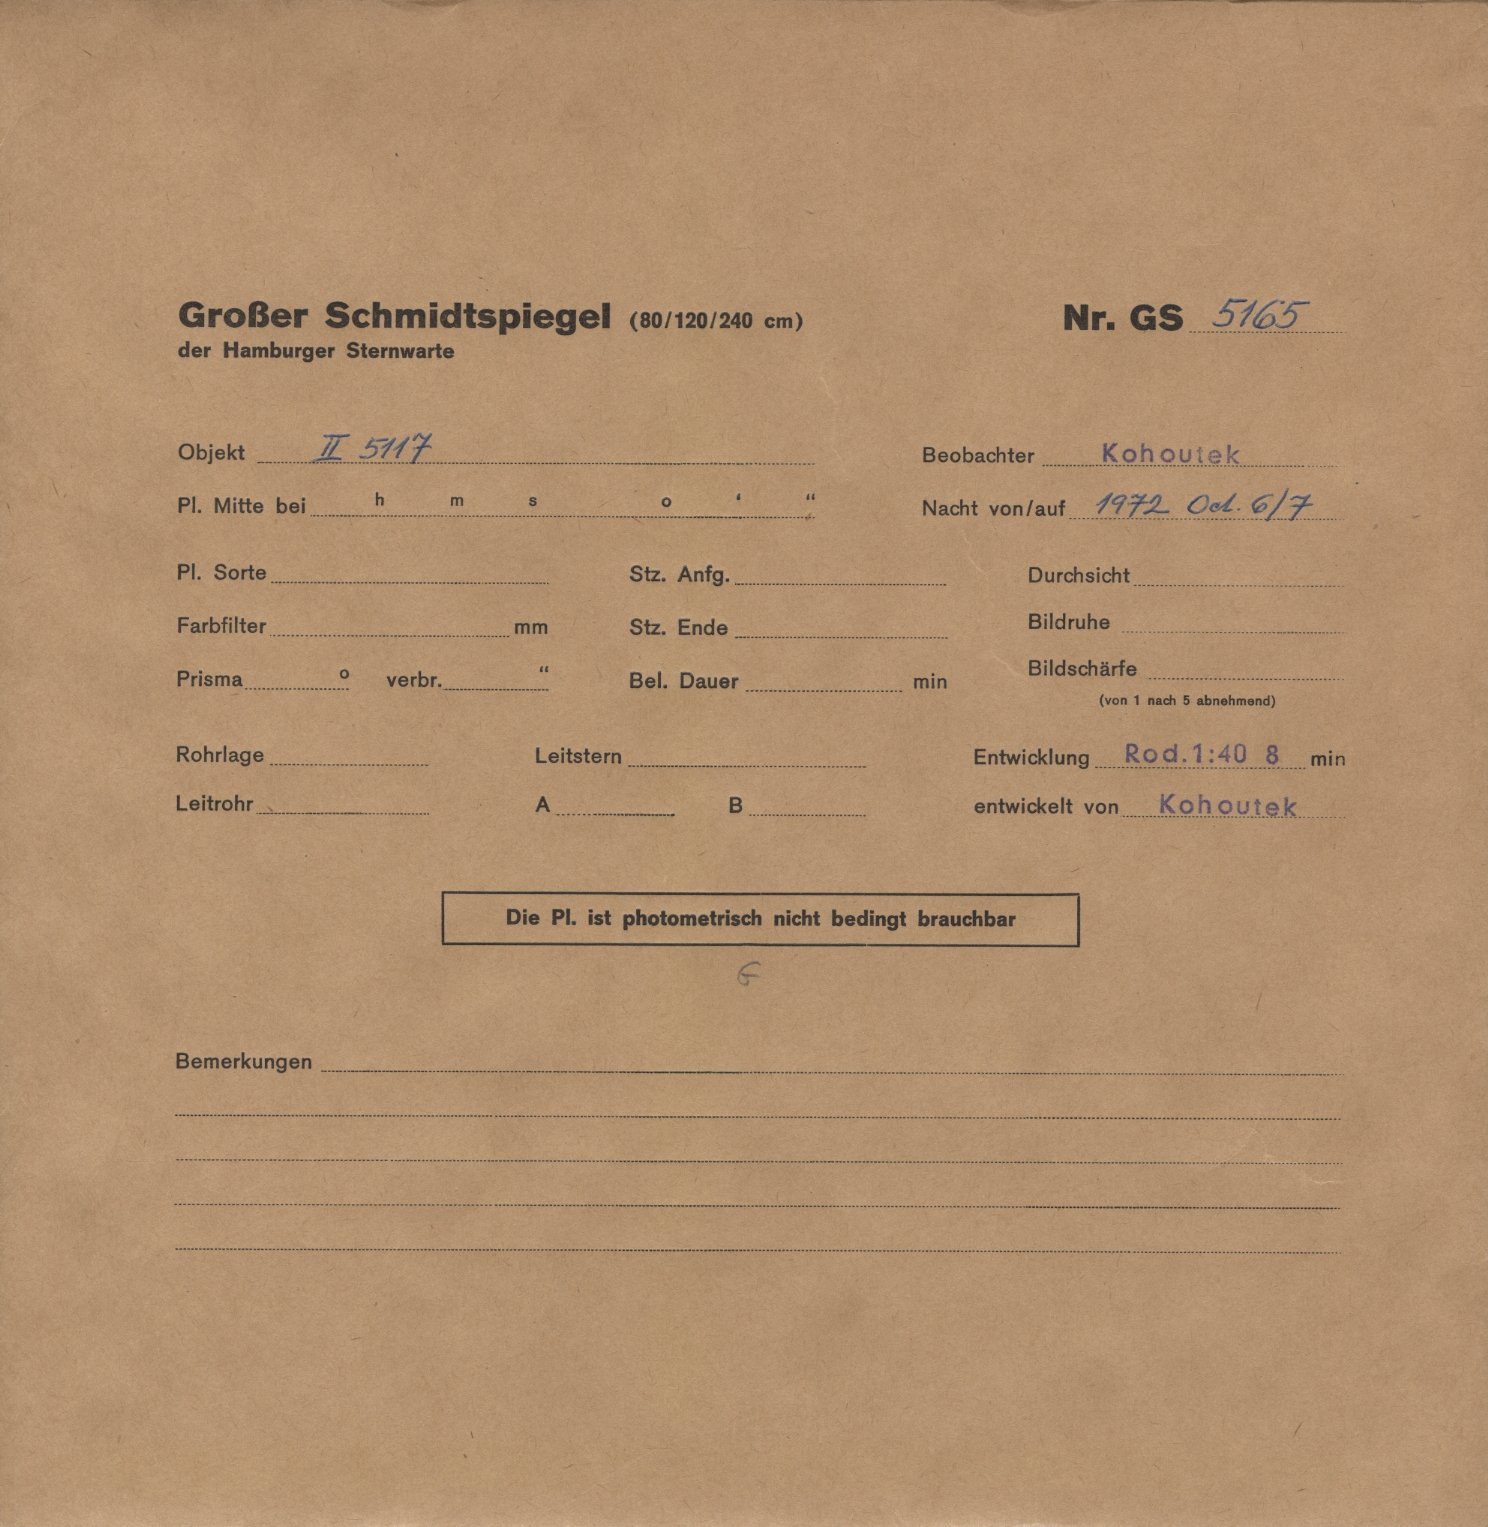 Großer Schmidtspiegel (80/120/240 cm) Nr. GS 5165
der Hamburger Sternwarte
Objekt II 5117 Beobachter Kohoutek
Pl. Mitte bei h m s o ‘ “ Nacht von/auf 1972 Oct. 6/7
Pl. Sorte Stz. Anfg. Durchsicht
Farbfilter mm Stz. Ende Bildruhe
Prisma o verbr. “ Bel. Dauer min Bildschärfe
(von 1 nach 5 abnehmend)
Rohrlage Leitstern Entwicklung Rod.1:40 8 min
Leitrohr A B entwickelt von Kohoutek
Die Pl. ist photometrisch nicht bedingt brauchbar
Bemerkungen